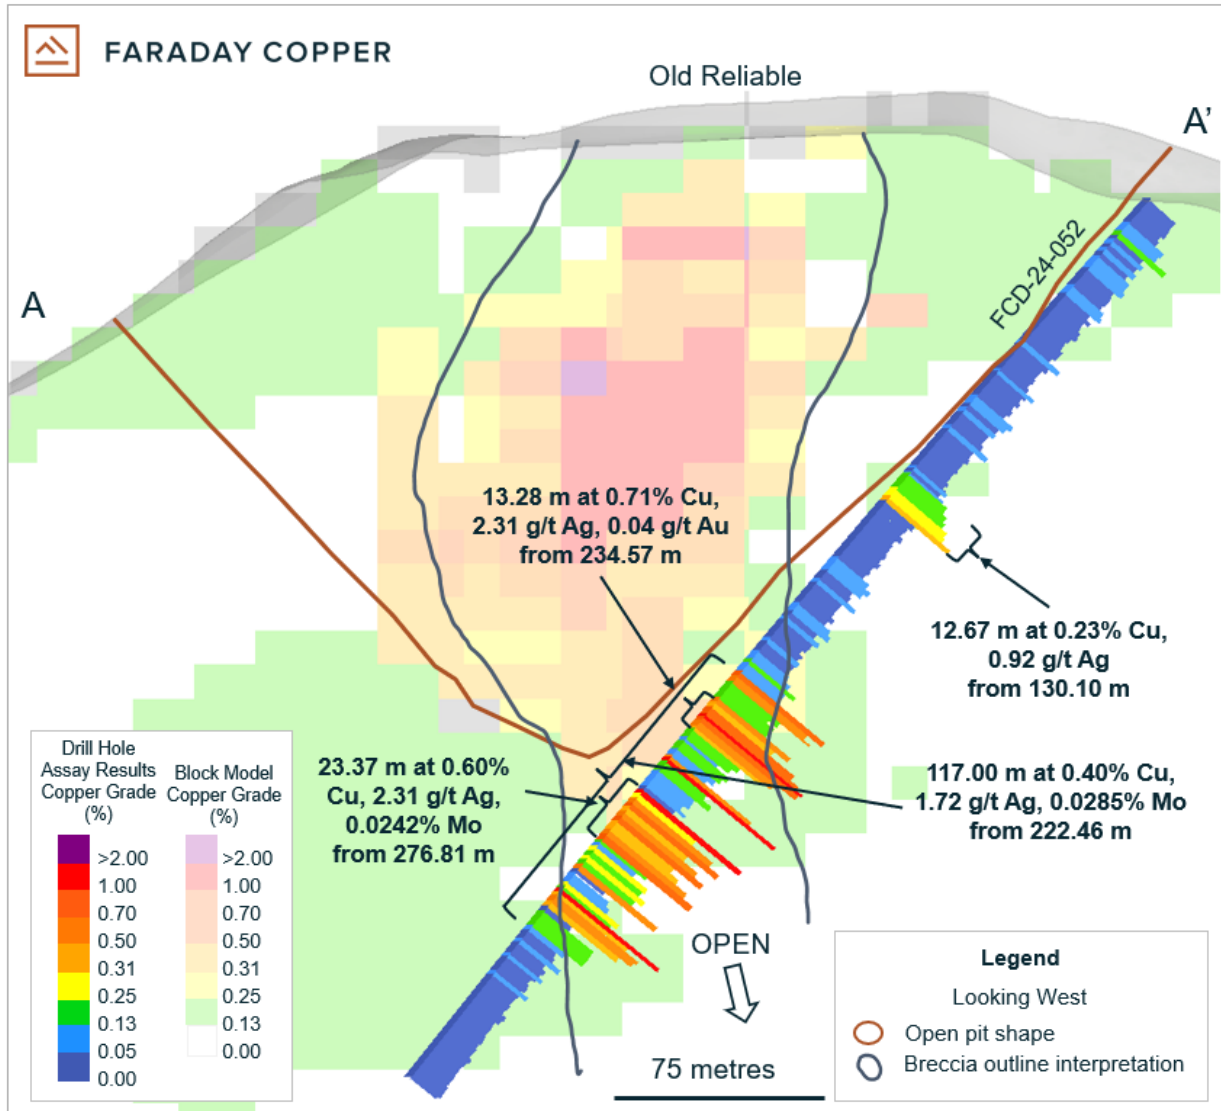 FARADAY COPPER
Old Reliable
A'
A
FCD-24-052
13.28 m at 0.71% Cu,
2.31 g/t Ag, 0.04 g/t Au
from 234.57 m
12.67 m at 0.23% Cu,
0.92 g/t Ag
from 130.10 m
23.37 m at 0.60%
Cu, 2.31 g/t Ag,
0.0242% Mo
from 276.81 m
117.00 m at 0.40% Cu,
1.72 g/t Ag, 0.0285% Mo
from 222.46 m
Drill Hole
Assay Results
Copper Grade
(%)
>2.00
1.00
0.70
0.50
0.31
0.25
0.13
0.05
0.00
Block Model
Copper Grade
(%)
>2.00
1.00
0.70
0.50
0.31
0.25
0.13
0.00
OPEN
75 metres
Legend
Looking West
Open pit shape
Breccia outline interpretation